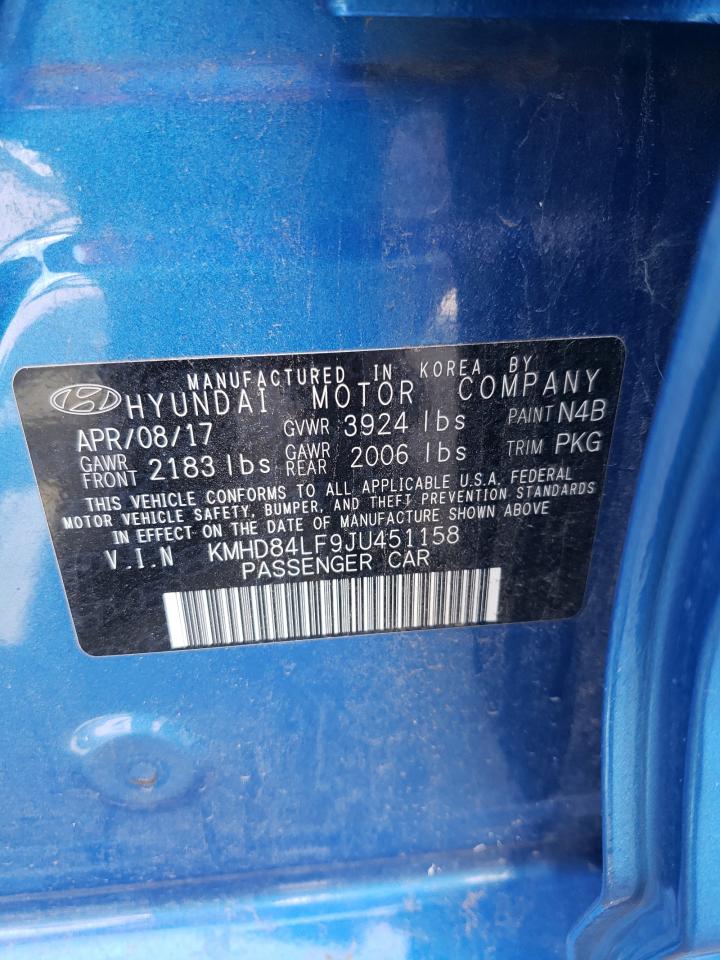 MANUFACTURED IN KOREA BY
HYUNDAI MOTOR COMPANY
APR/08/17 GVWR 3924 lbs PAINT N4B
GAWR FRONT 2183 lbs GAWR REAR 2006 lbs TRIM PKG
THIS VEHICLE CONFORMS TO ALL APPLICABLE U.S.A. FEDERAL
MOTOR VEHICLE SAFETY, BUMPER, AND THEFT PREVENTION STANDARDS
IN EFFECT ON THE DATE OF MANUFACTURE SHOWN ABOVE
V.I.N KMHD84LF9JU451158
PASSENGER CAR